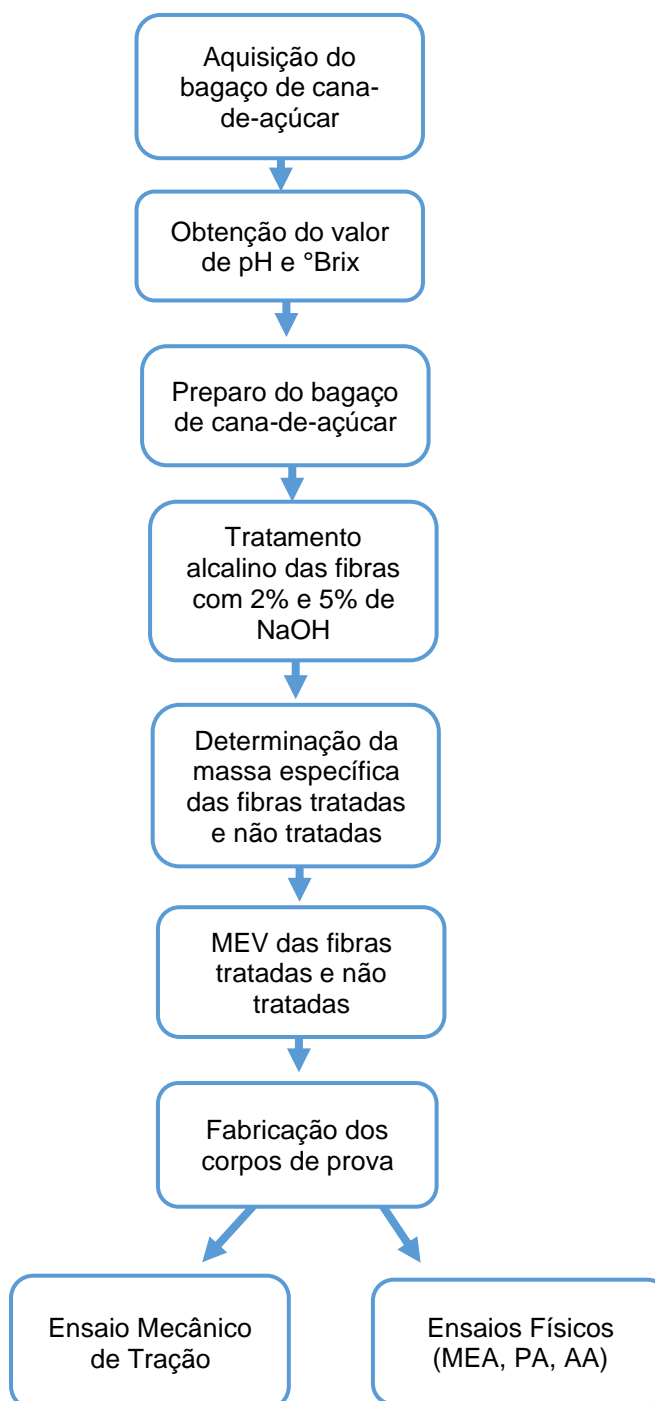 Aquisição do
bagaço de cana-
de-açúcar
Obtenção do valor
de pH e °Brix
Preparo do bagaço
de cana-de-açúcar
Tratamento
alcalino das fibras
com 2% e 5% de
NaOH
Determinação da
massa específica
das fibras tratadas
e não tratadas
MEV das fibras
tratadas e não
tratadas
Fabricação dos
corpos de prova
Ensaio Mecânico
de Tração
Ensaios Físicos
(MEA, PA, AA)